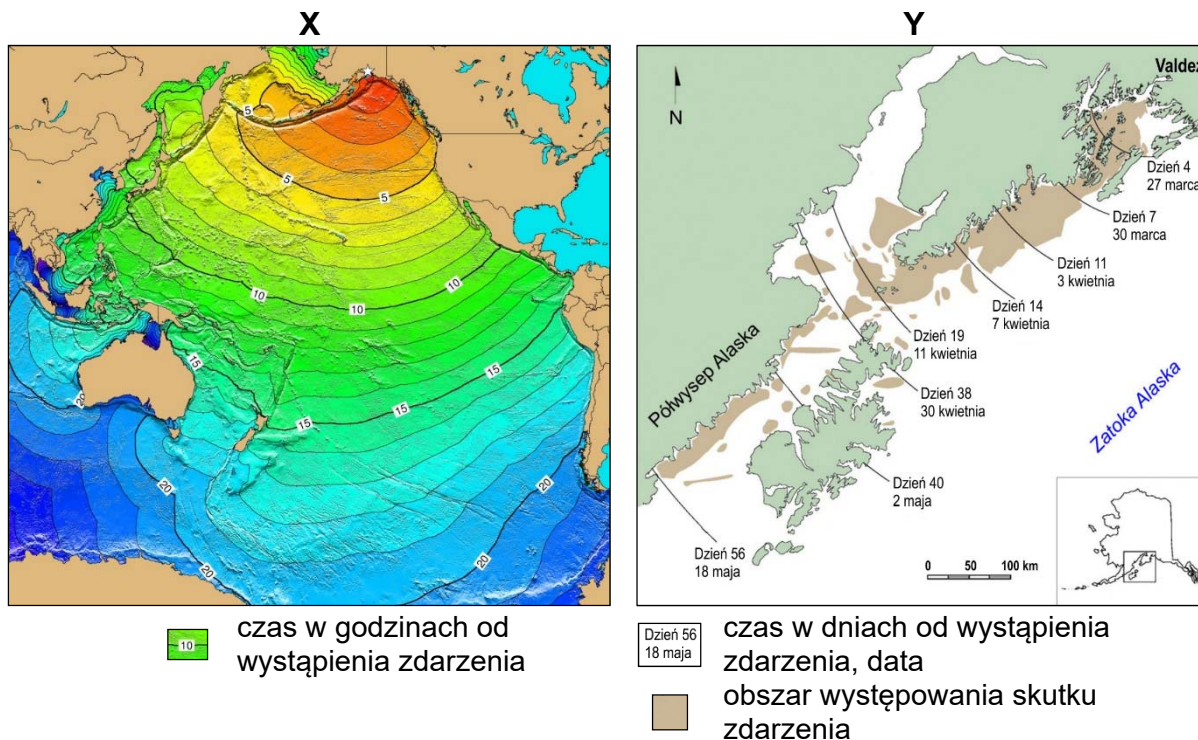 X
5
5
5
10
10
10
15
15
15
20
20
20
20
10
czas w godzinach od
wystąpienia zdarzenia
Y
Valdez
N
Dzień 4
27 marca
Dzień 7
30 marca
Dzień 11
3 kwietnia
Dzień 14
7 kwietnia
Dzień 19
11 kwietnia
Dzień 38
30 kwietnia
Półwysep Alaska
Zatoka Alaska
Dzień 40
2 maja
Dzień 56
18 maja
0 50 100 km
Dzień 56
18 maja
czas w dniach od wystąpienia
zdarzenia, data
obszar występowania skutku
zdarzenia